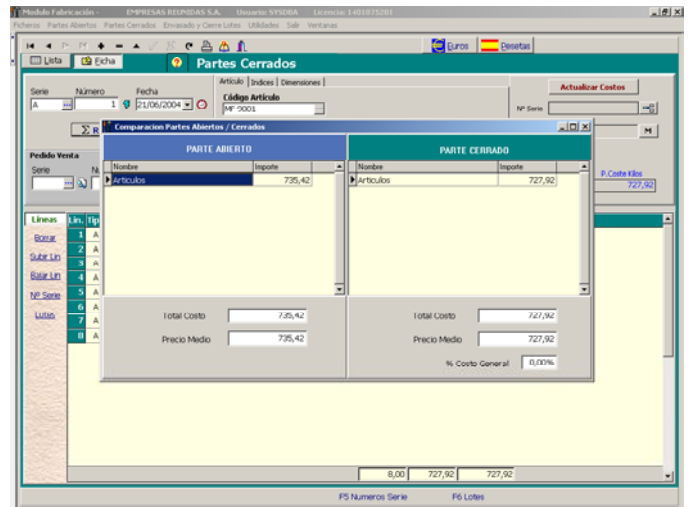 Modulo Fabricación - EMPRESAS REUNIDAS S.A. Usuario: SYSDBA Licencia: 1401075201
Ficheros Partes Abiertos Partes Cerrados Envasado y Cierre Lotes Utilidades Salir Ventanas
Euros Pesetas
Lista Ficha Partes Cerrados
Artículo Indices Dimensiones
Actualizar Costos
Serie Número Fecha Código Artículo
A 1 21/06/2004 MF 9001 Nº Serie
Σ R M
Comparacion Partes Abiertos / Cerrados
PARTE ABIERTO PARTE CERRADO
Pedido Venta
Serie
P.Coste Kilos
727,92
Nombre Importe Nombre Importe
Articulos 735,42 Articulos 727,92
Lineas Lin. Tip
Borrar 1 A
Subir Lin 2 A
3 A
Bajar Lin 4 A
Nº Serie 5 A
6 A
Lotes 7 A
8 A
Total Costo 735,42 Total Costo 727,92
Precio Medio 735,42 Precio Medio 727,92
% Costo General 0,00%
8,00 727,92 727,92
F5 Numeros Serie F6 Lotes